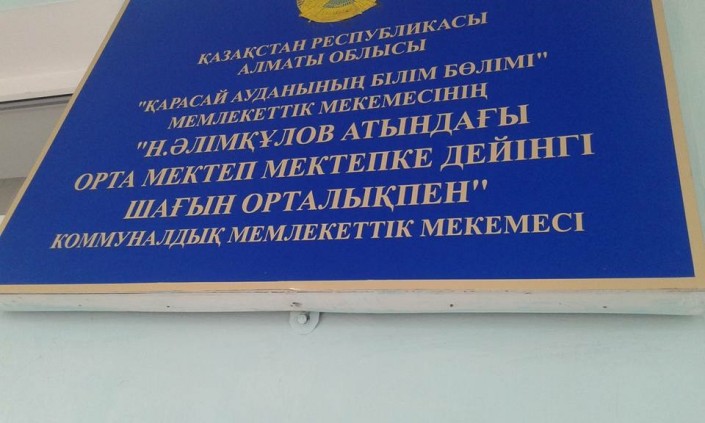 ҚАЗАҚСТАН РЕСПУБЛИКАСЫ
АЛМАТЫ ОБЛЫСЫ
"ҚАРАСАЙ АУДАНЫНЫҢ БІЛІМ БӨЛІМІ"
МЕМЛЕКЕТТІК МЕКЕМЕСІНІҢ
"Н.ӘЛІМҚҰЛОВ АТЫНДАҒЫ
ОРТА МЕКТЕП МЕКТЕПКЕ ДЕЙІНГІ
ШАҒЫН ОРТАЛЫҚПЕН"
КОММУНАЛДЫҚ МЕМЛЕКЕТТІК МЕКЕМЕСІ